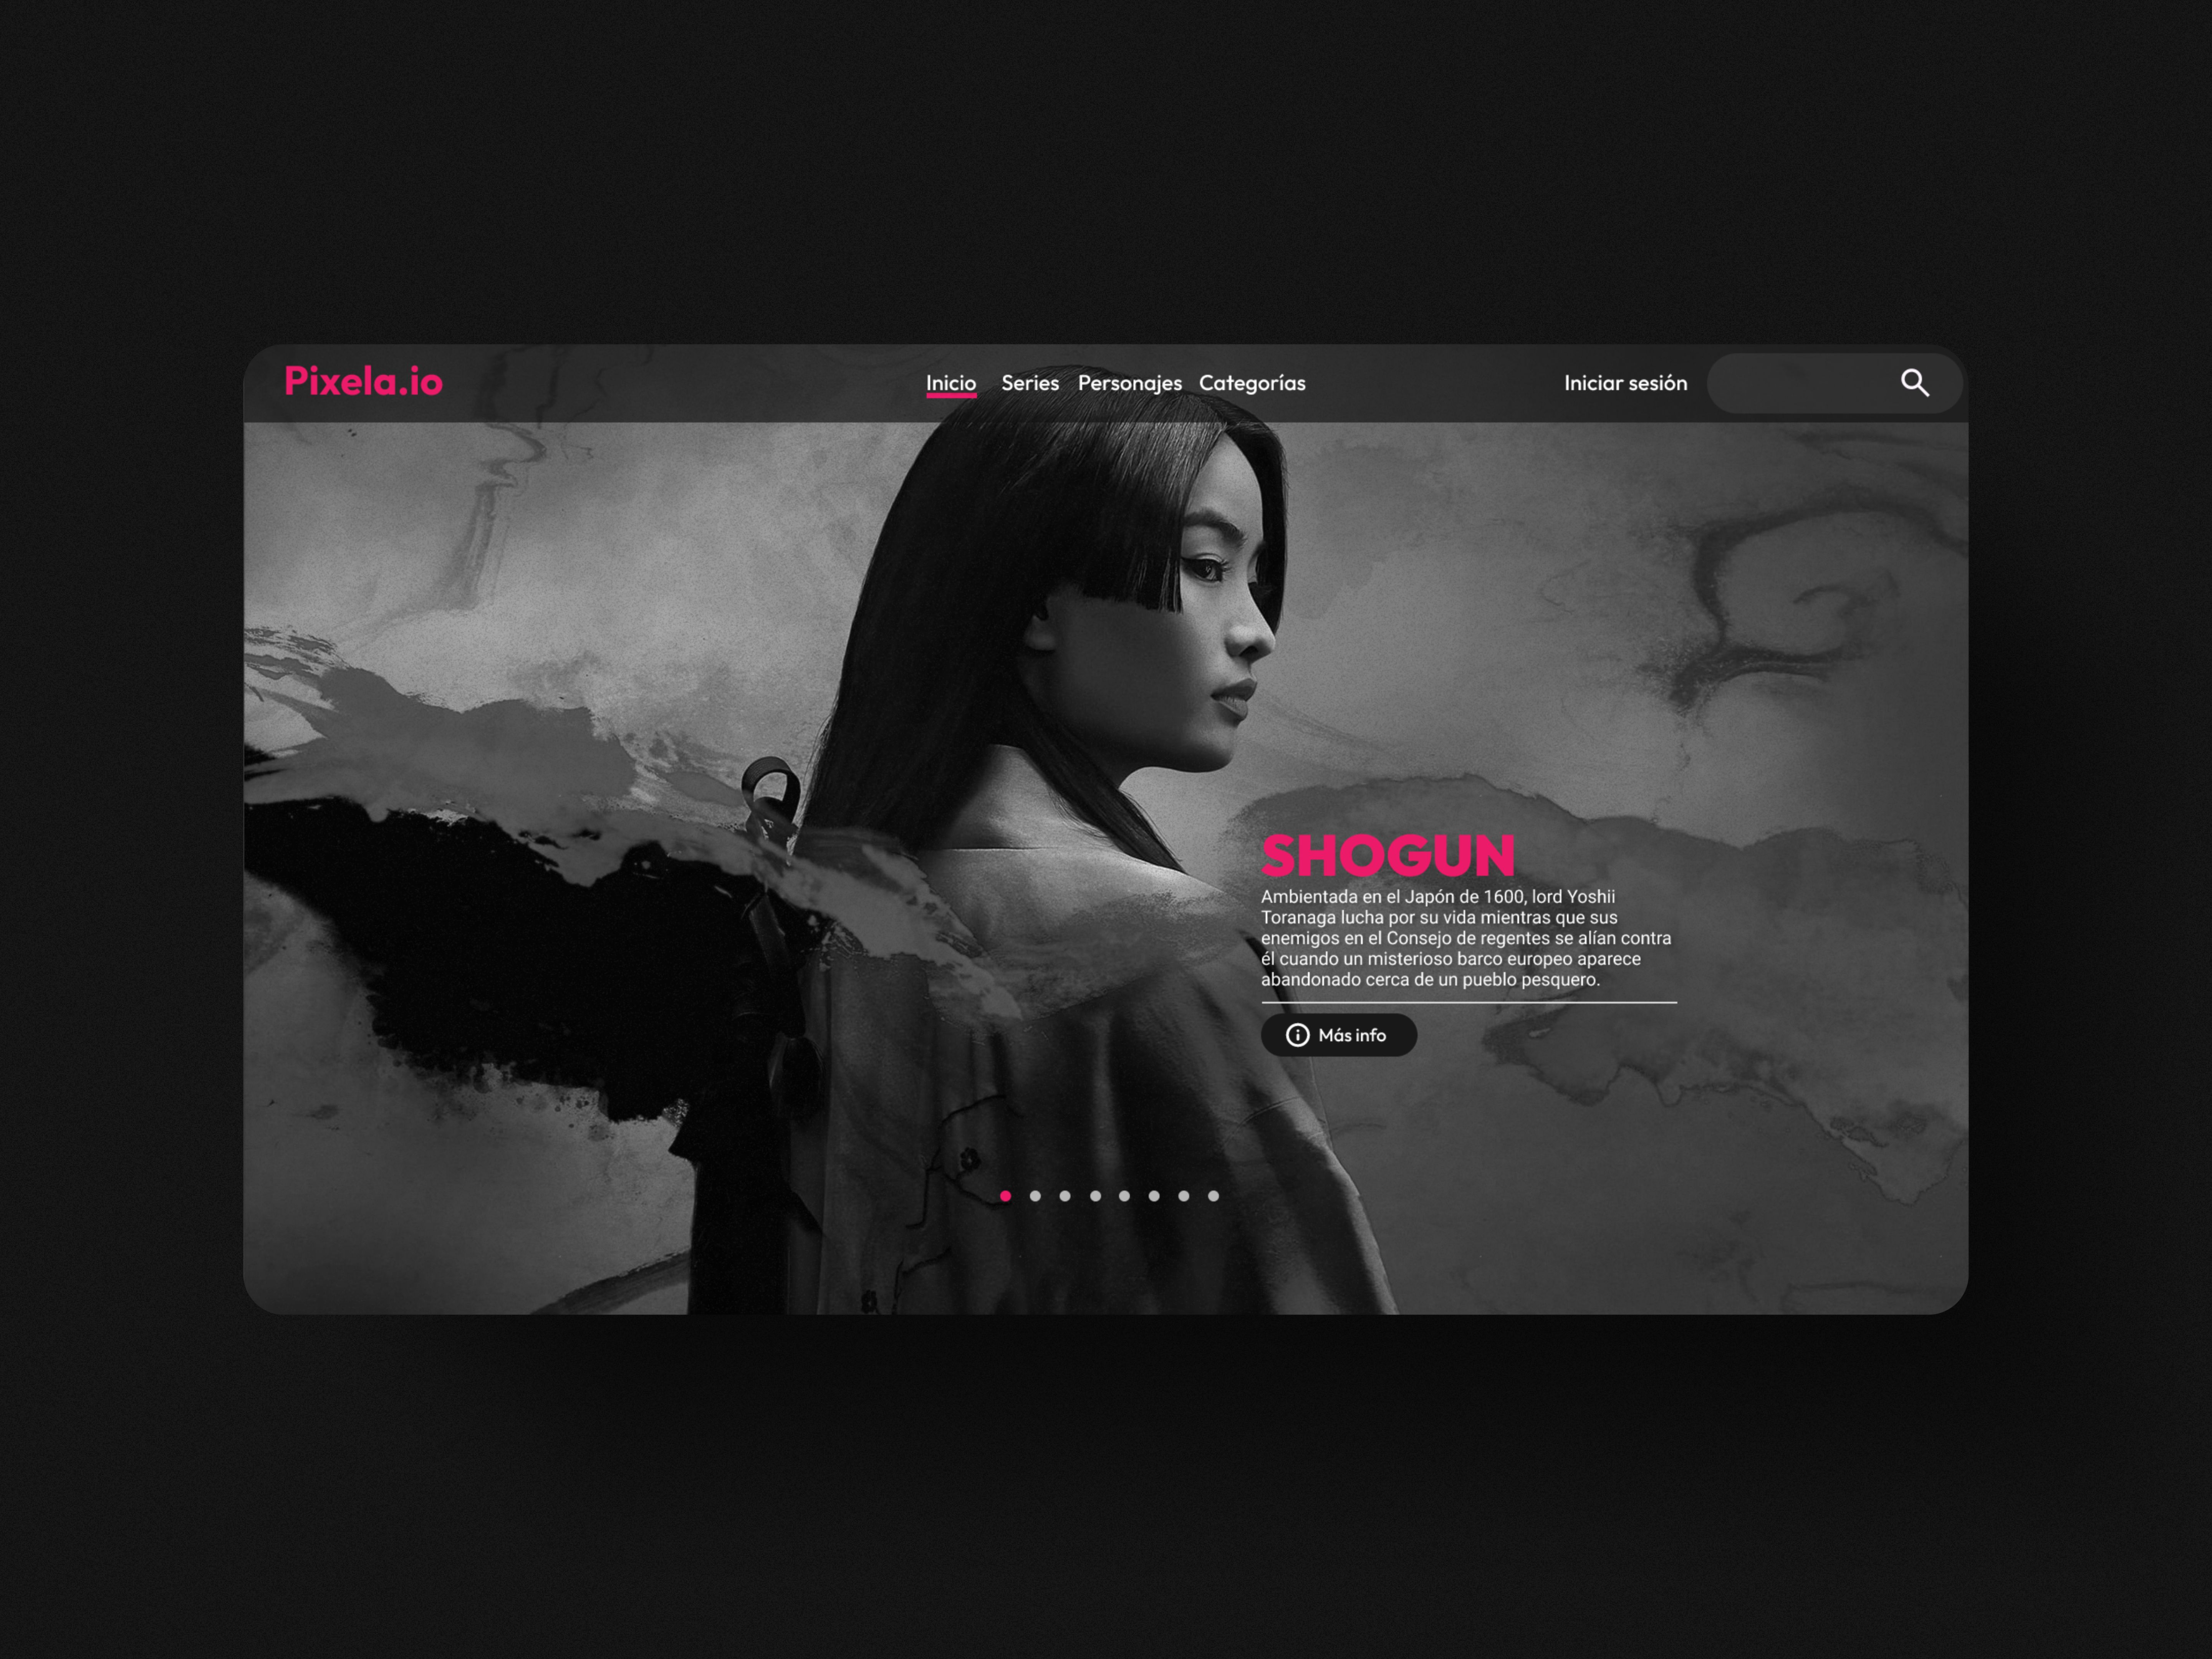 Pixela.io
Inicio Series Personajes Categorías
Iniciar sesión
SHOGUN
Ambientada en el Japón de 1600, lord Yoshii
Toranaga lucha por su vida mientras que sus
enemigos en el Consejo de regentes se alían contra
él cuando un misterioso barco europeo aparece
abandonado cerca de un pueblo pesquero.
Más info